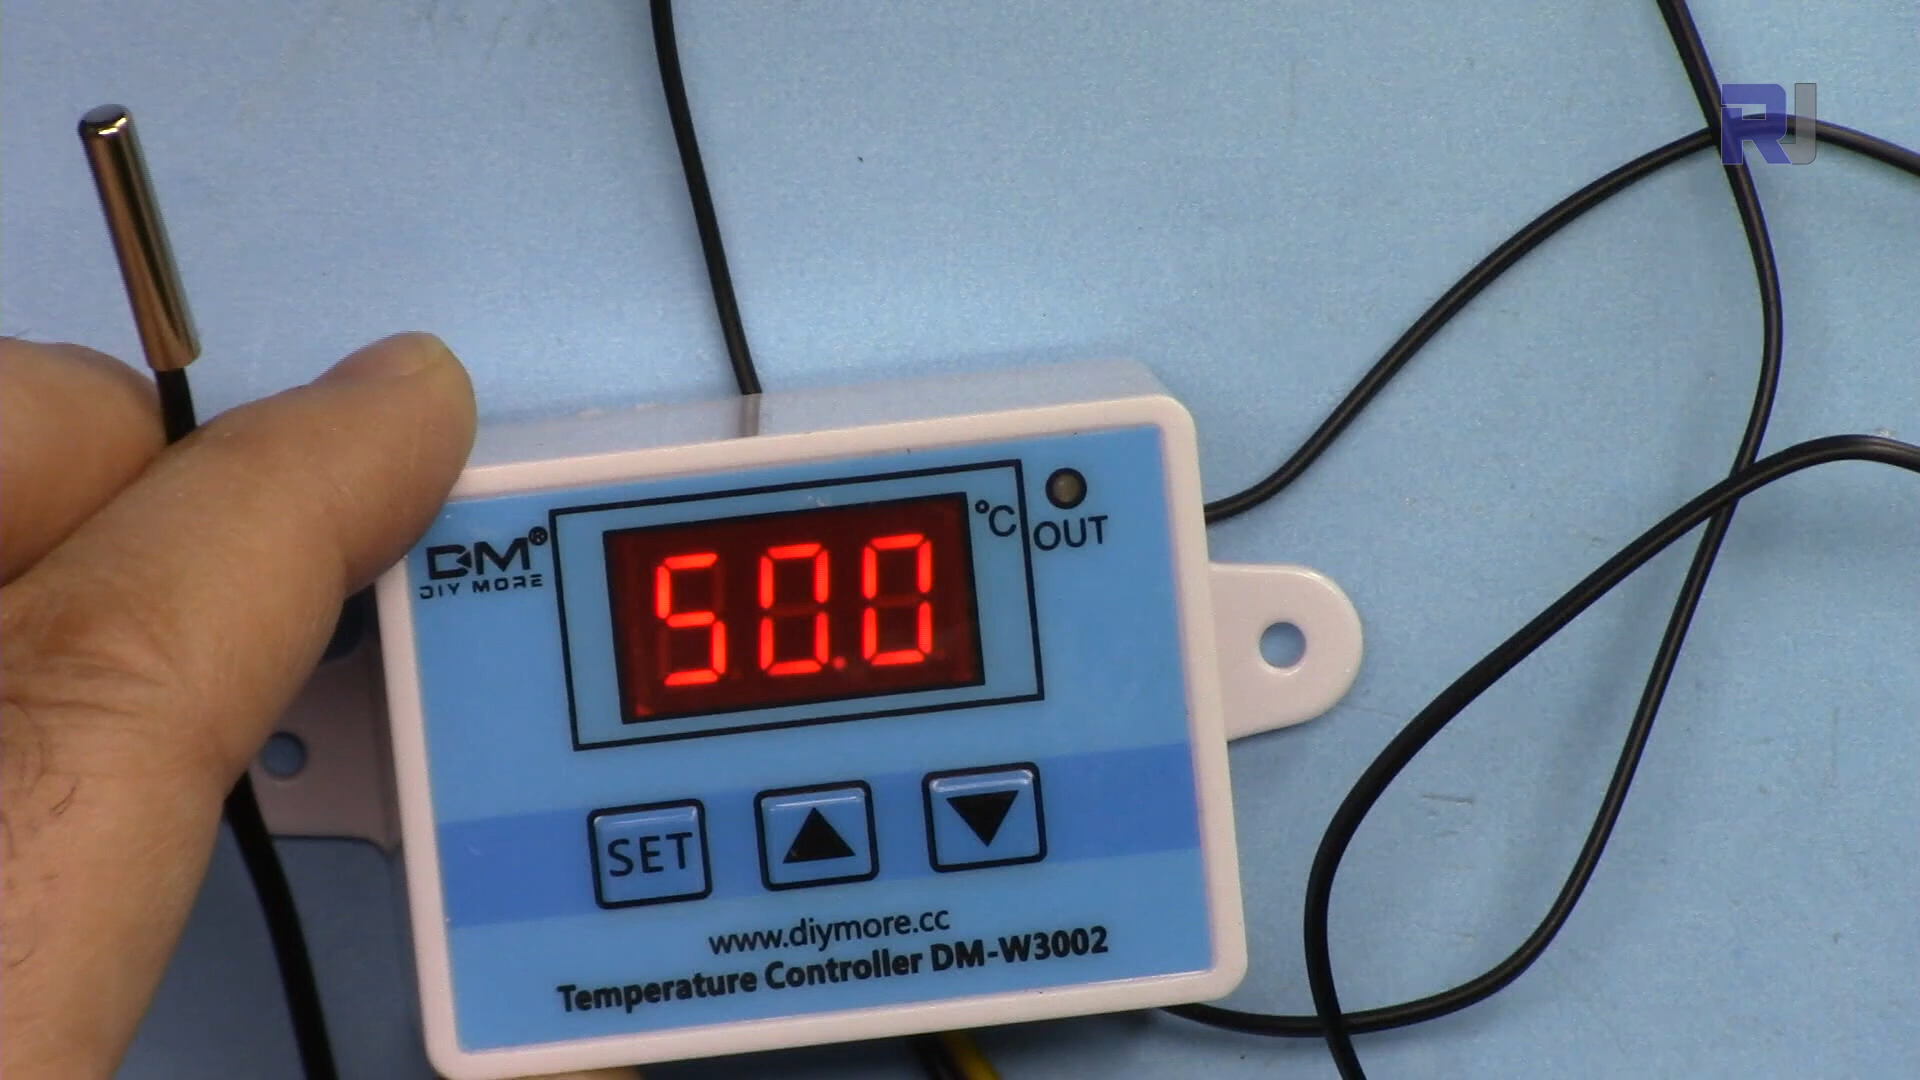 RJ
DM®
DIY MORE
50.0
°C
OUT
SET
www.diymore.cc
Temperature Controller DM-W3002